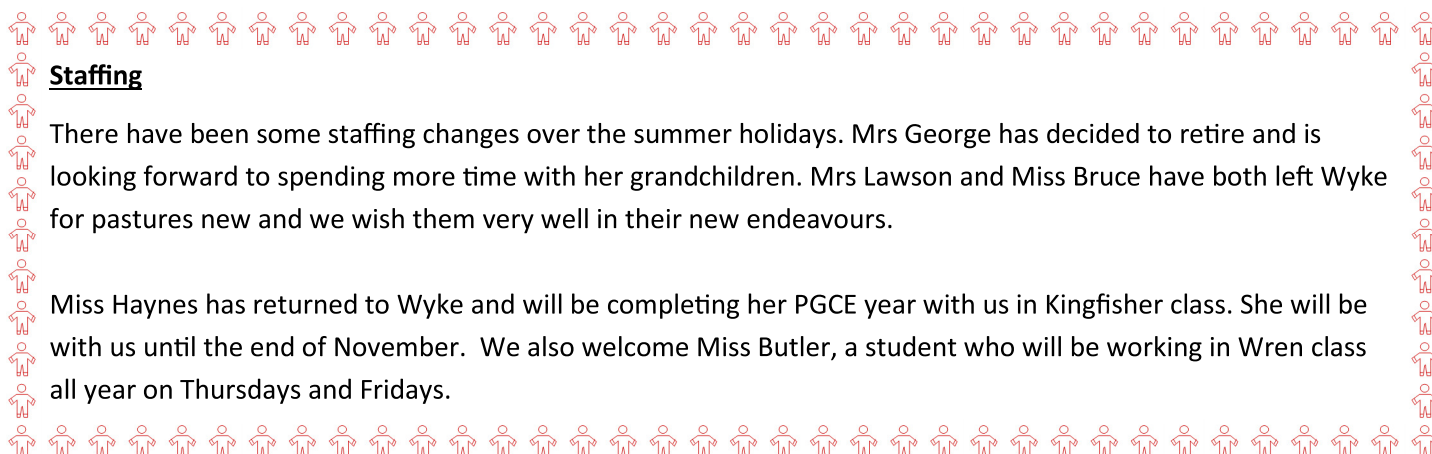 Staffing
There have been some staffing changes over the summer holidays. Mrs George has decided to retire and is
looking forward to spending more time with her grandchildren. Mrs Lawson and Miss Bruce have both left Wyke
for pastures new and we wish them very well in their new endeavours.
Miss Haynes has returned to Wyke and will be completing her PGCE year with us in Kingfisher class. She will be
with us until the end of November.  We also welcome Miss Butler, a student who will be working in Wren class
all year on Thursdays and Fridays.